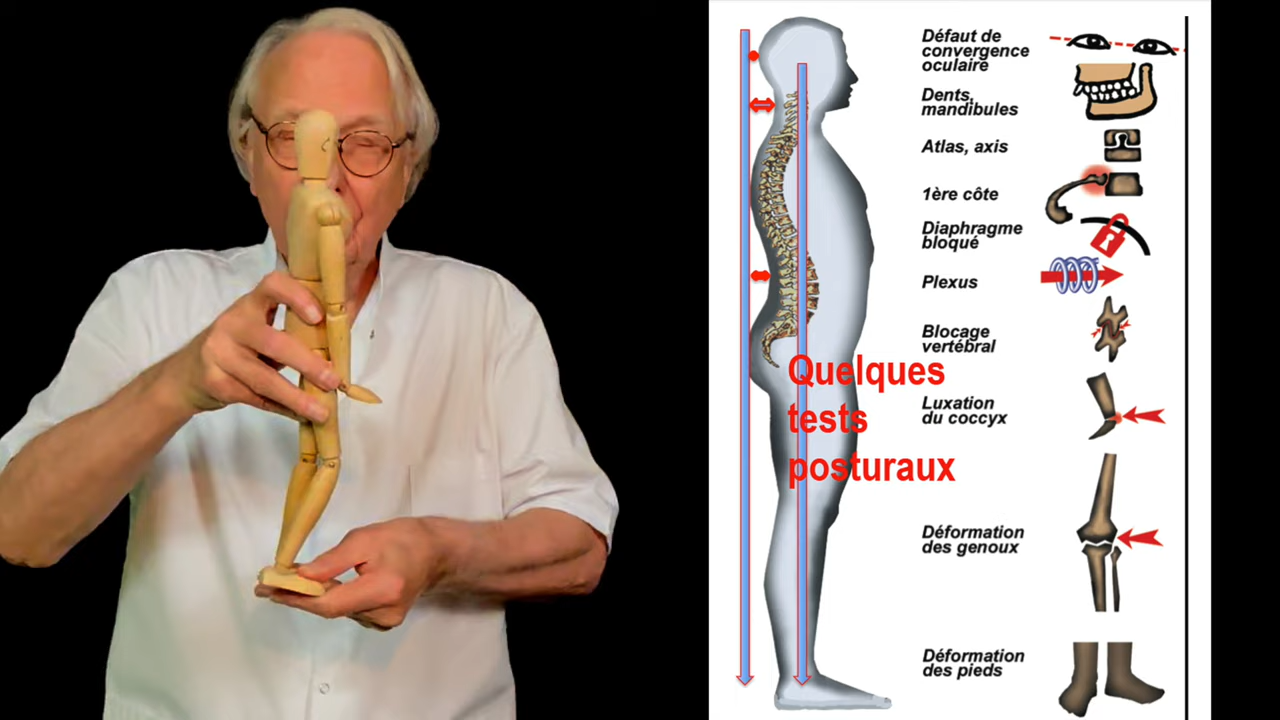 Défaut de
convergence
oculaire
Dents,
mandibules
Atlas, axis
1ère côte
Diaphragme
bloqué
Plexus
Blocage
vertébral
Quelques
tests
posturaux
Luxation
du coccyx
Déformation
des genoux
Déformation
des pieds